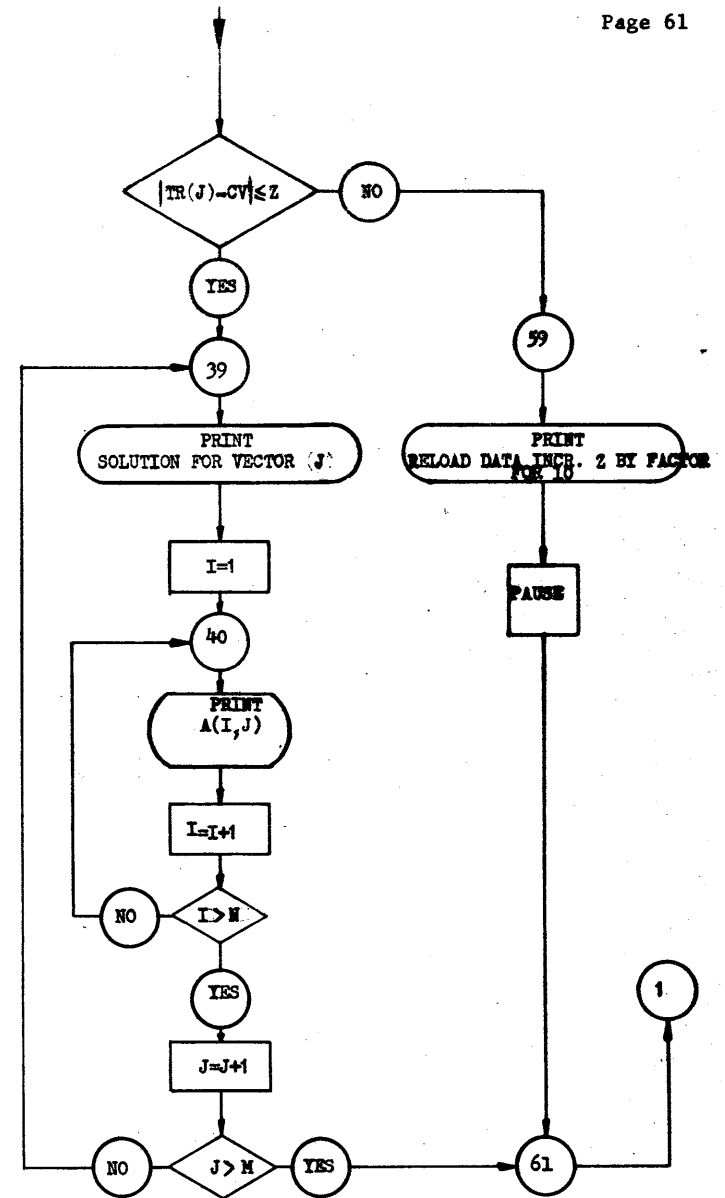 Page 61
|TR(J)-CV|≤Z
NO
YES
39
59
PRINT
SOLUTION FOR VECTOR (J)
PRINT
RELOAD DATA INCR. Z BY FACTOR
FOR 10
I=1
PAUSE
40
PRINT
A(I,J)
I=I+1
NO
I>N
YES
1
J=J+1
NO
J>M
YES
61